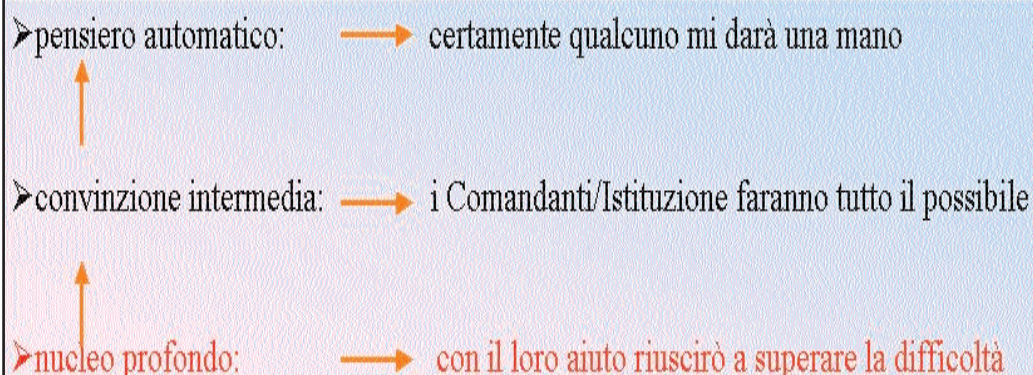 ➢pensiero automatico: certamente qualcuno mi darà una mano
➢convinzione intermedia: i Comandanti/Istituzione faranno tutto il possibile
➢nucleo profondo: con il loro aiuto riuscirò a superare la difficoltà